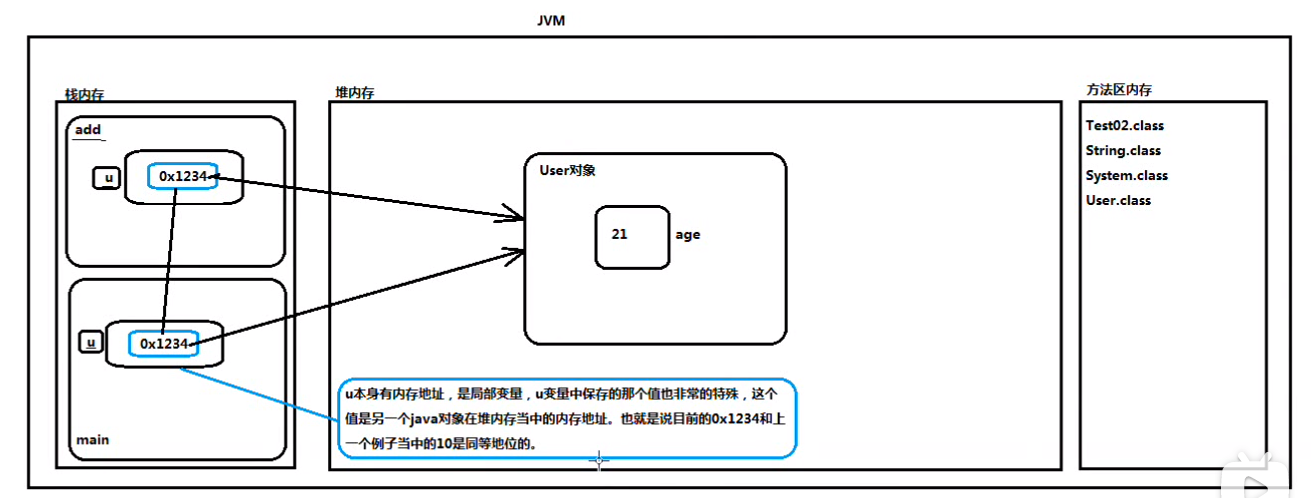 JVM
栈内存
堆内存
方法区内存
add
u
0x1234
User对象
21
age
Test02.class
String.class
System.class
User.class
u
0x1234
main
u本身有内存地址，是局部变量，u变量中保存的那个值也非常的特殊，这个
值是另一个java对象在堆内存当中的内存地址。也就是说目前的0x1234和上
一个例子当中的10是同等地位的。